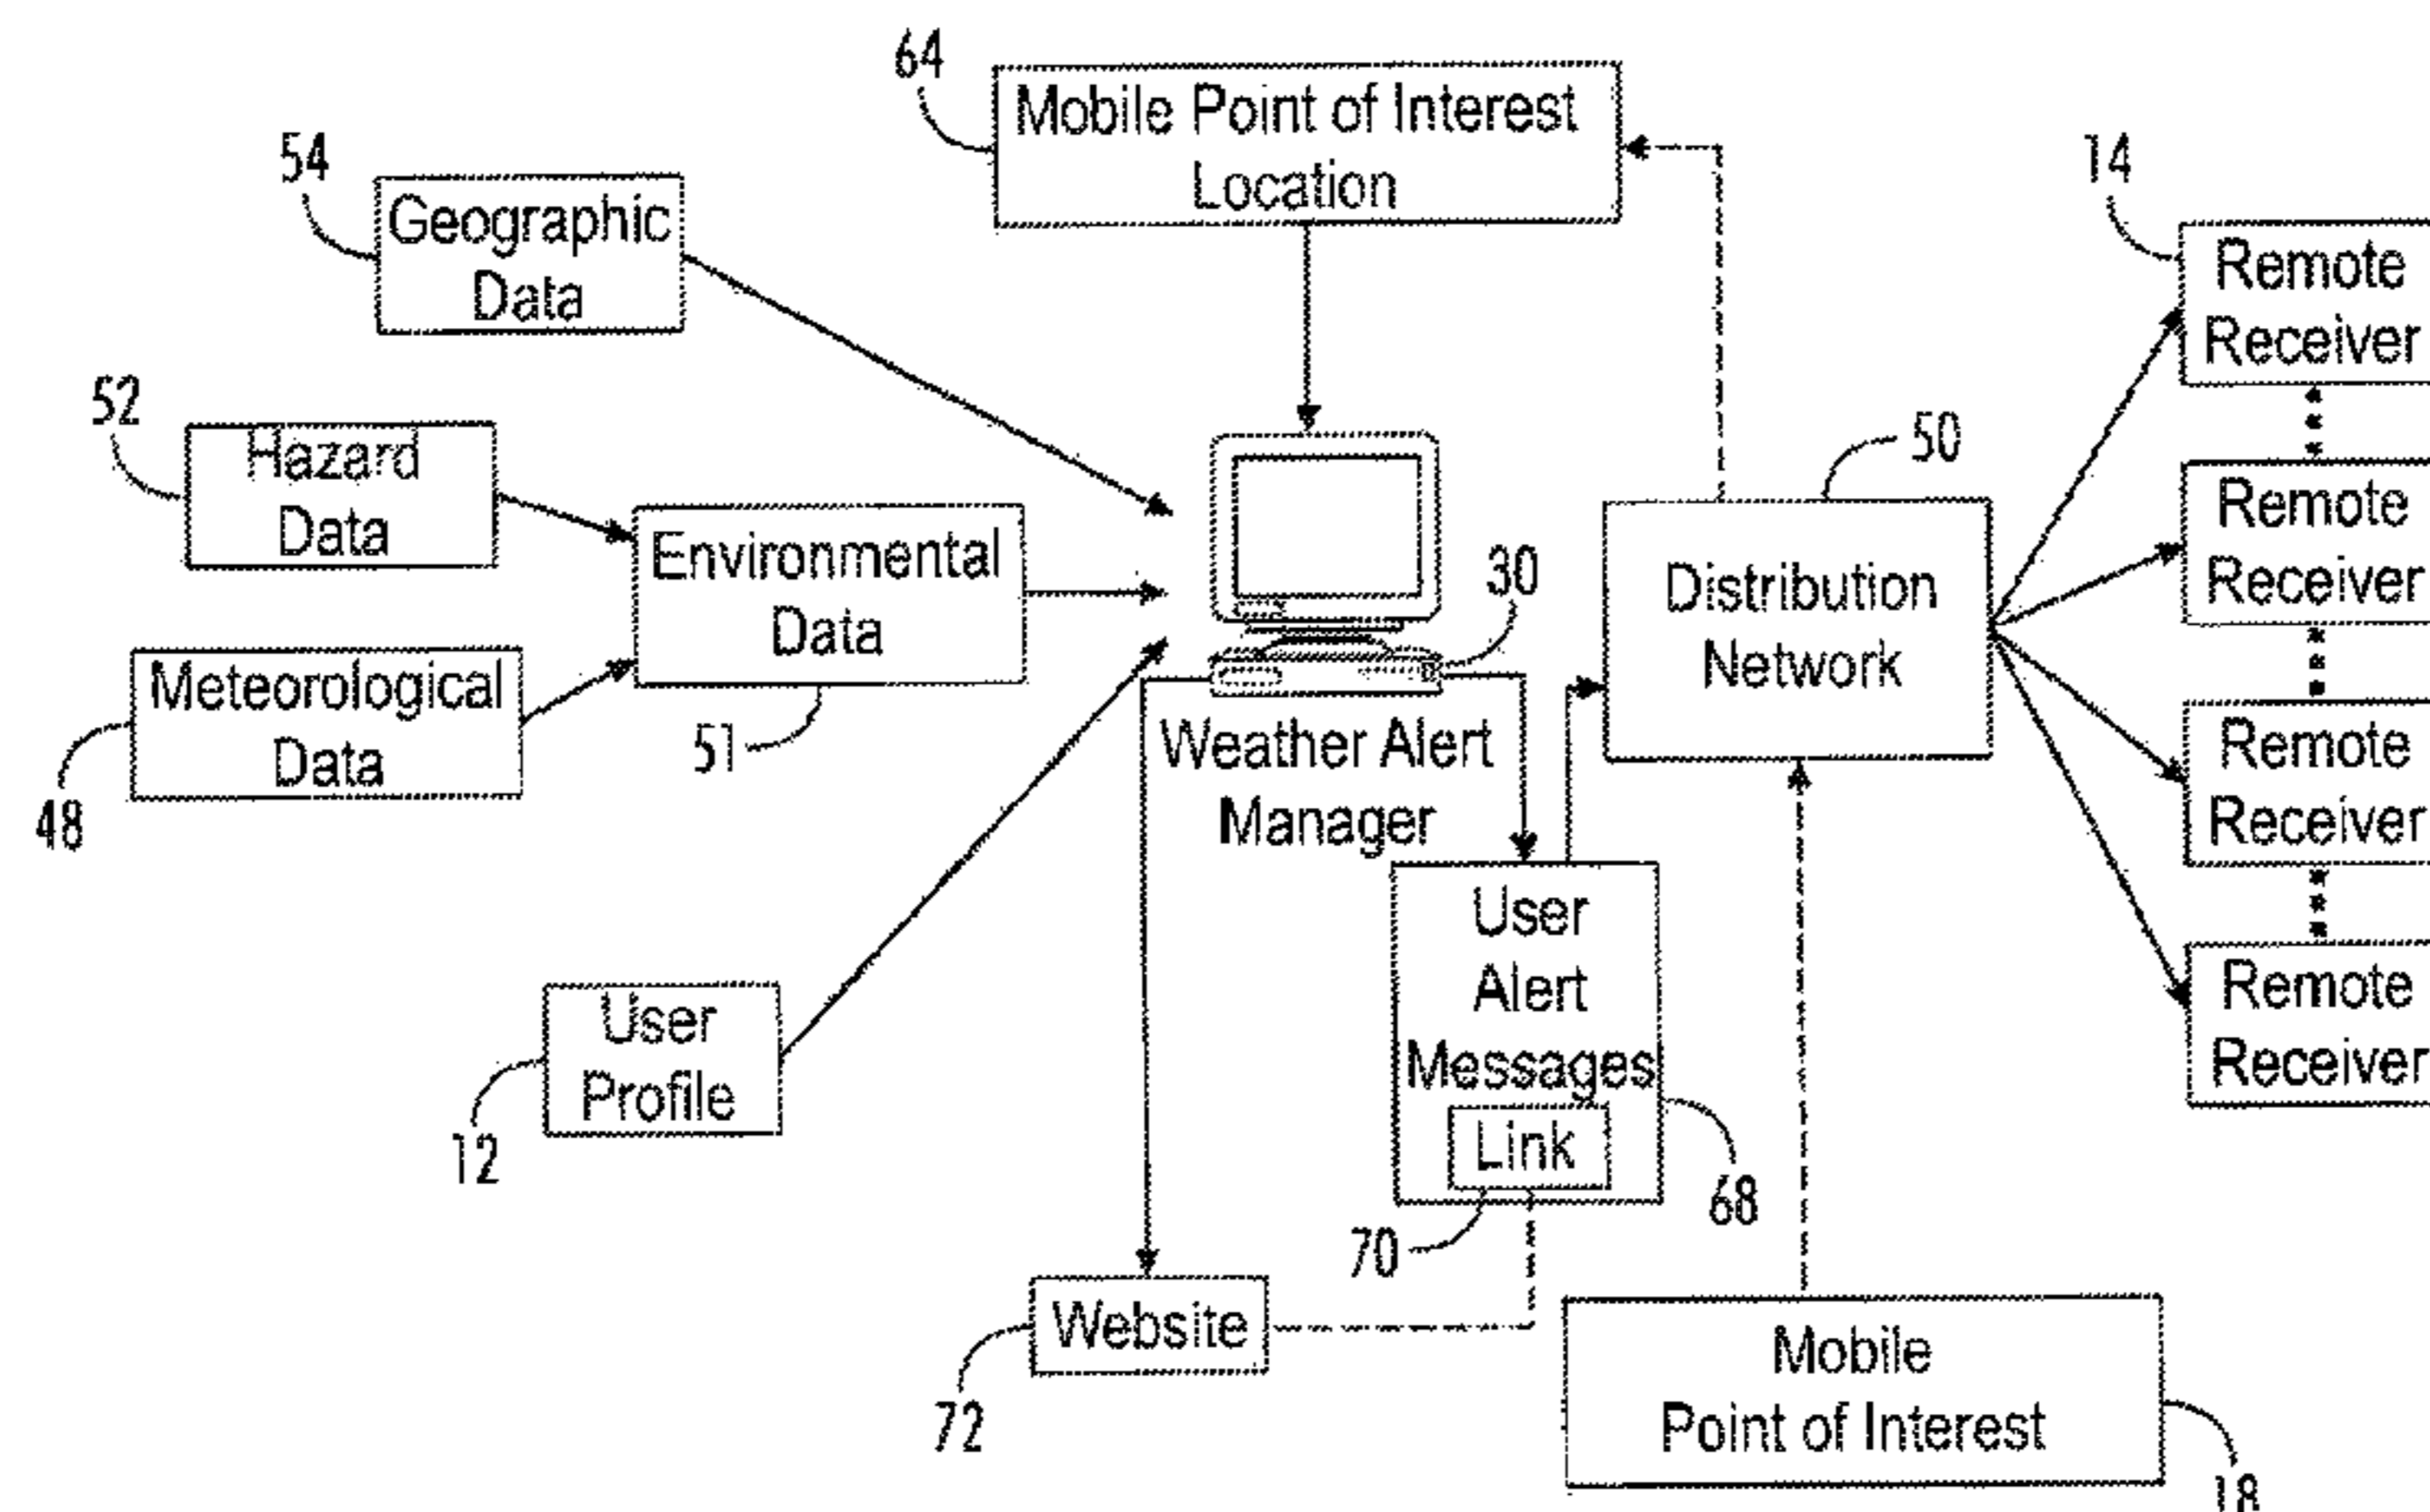 64
Mobile Point of Interest
Location
54
Geographic
Data
14
Remote
Receiver
52
Hazard
Data
50
Remote
Receiver
Environmental
Data
51
30
Distribution
Network
Meteorological
Data
48
Weather Alert
Manager
Remote
Receiver
User
Alert
Messages
Link
68
70
Remote
Receiver
User
Profile
12
Website
72
Mobile
Point of Interest
18